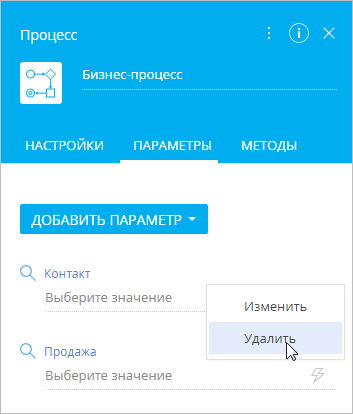 Процесс
Бизнес-процесс
НАСТРОЙКИ ПАРАМЕТРЫ МЕТОДЫ
ДОБАВИТЬ ПАРАМЕТР
Контакт
Выберите значение
Изменить
Удалить
Продажа
Выберите значение